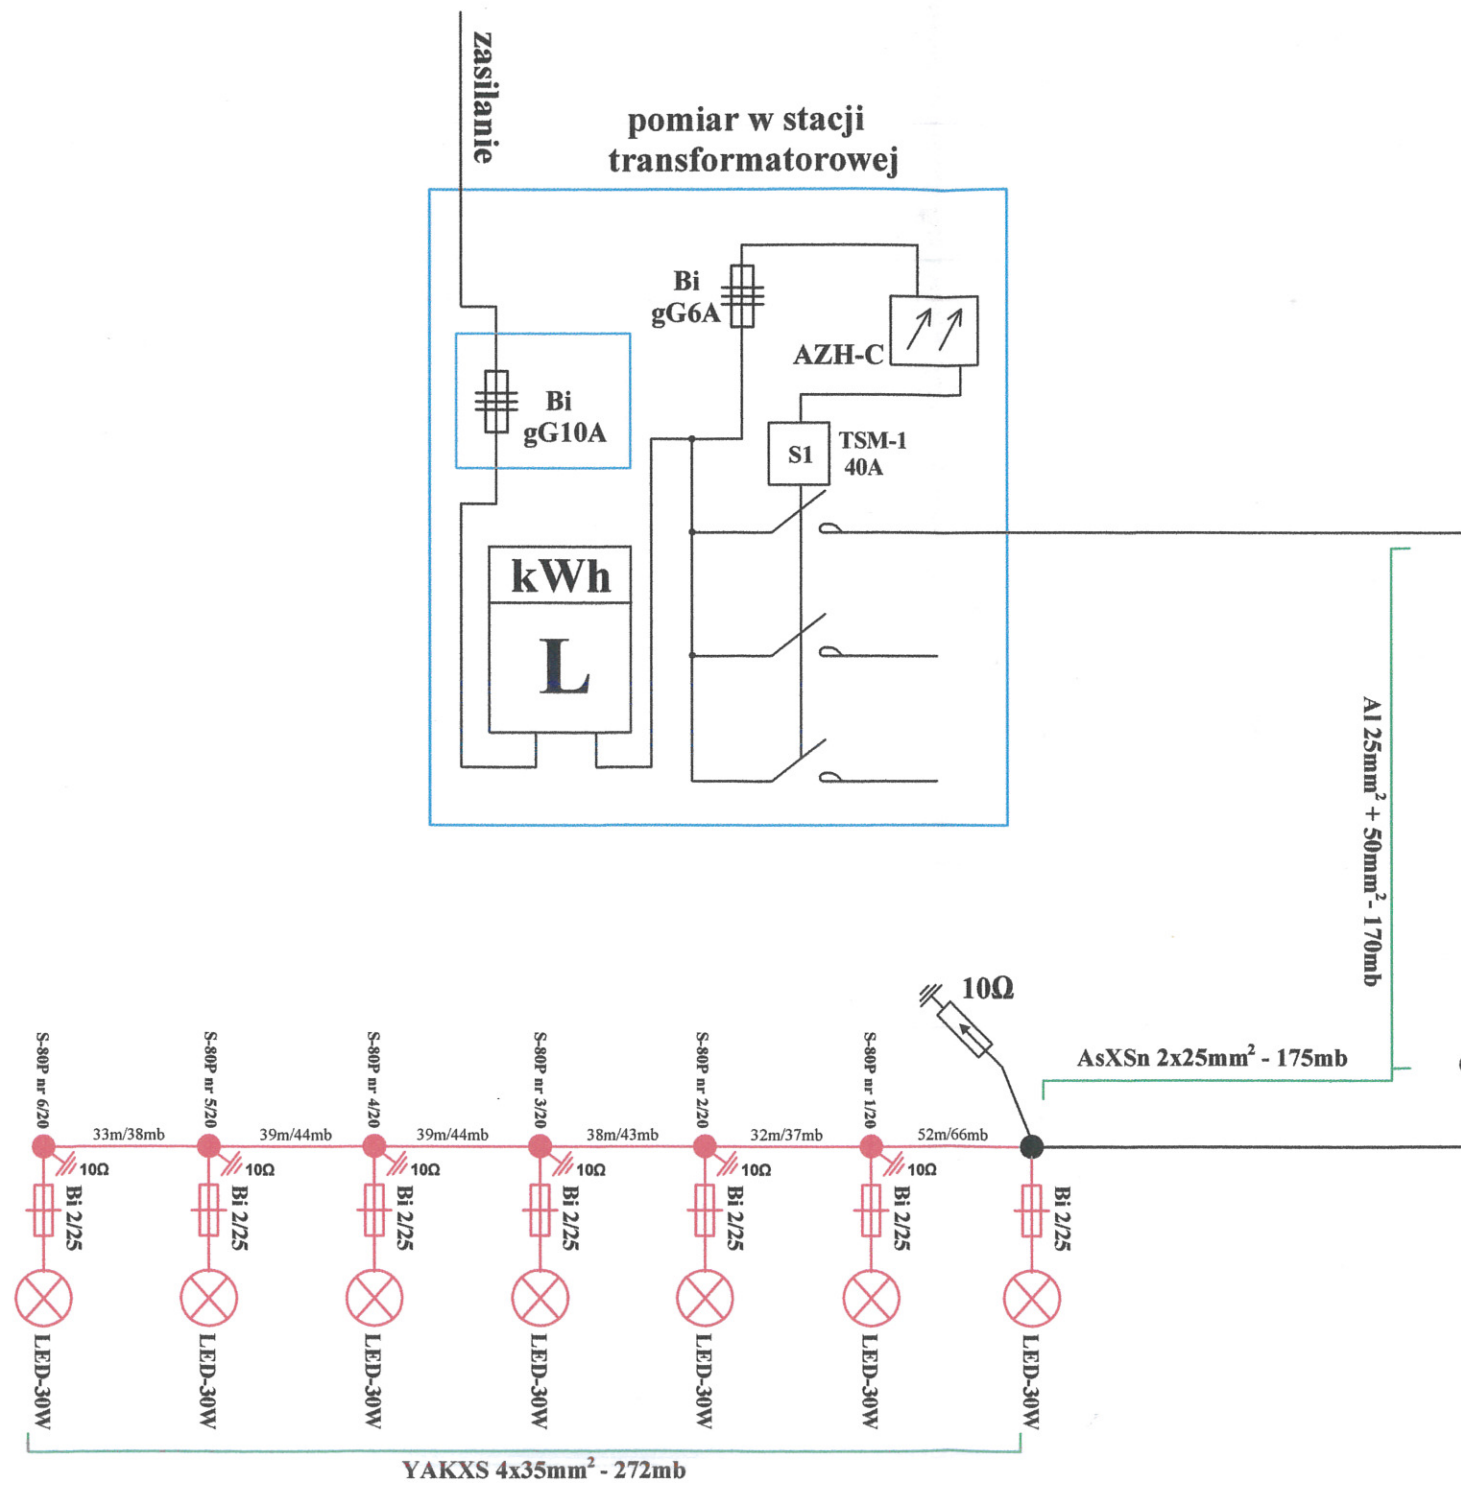 zasilanie
pomiar w stacji
transformatorowej
Bi
gG6A
AZH-C
Bi
gG10A
S1
TSM-1
40A
kWh
L
Al 25mm² + 50mm² - 170mb
10Ω
AsXSn 2x25mm² - 175mb
S-80P nr 6/20
S-80P nr 5/20
S-80P nr 4/20
S-80P nr 3/20
S-80P nr 2/20
S-80P nr 1/20
33m/38mb
39m/44mb
39m/44mb
38m/43mb
32m/37mb
52m/66mb
10Ω
10Ω
10Ω
10Ω
10Ω
10Ω
Bi 2/25
Bi 2/25
Bi 2/25
Bi 2/25
Bi 2/25
Bi 2/25
Bi 2/25
LED-30W
LED-30W
LED-30W
LED-30W
LED-30W
LED-30W
LED-30W
YAKXS 4x35mm² - 272mb